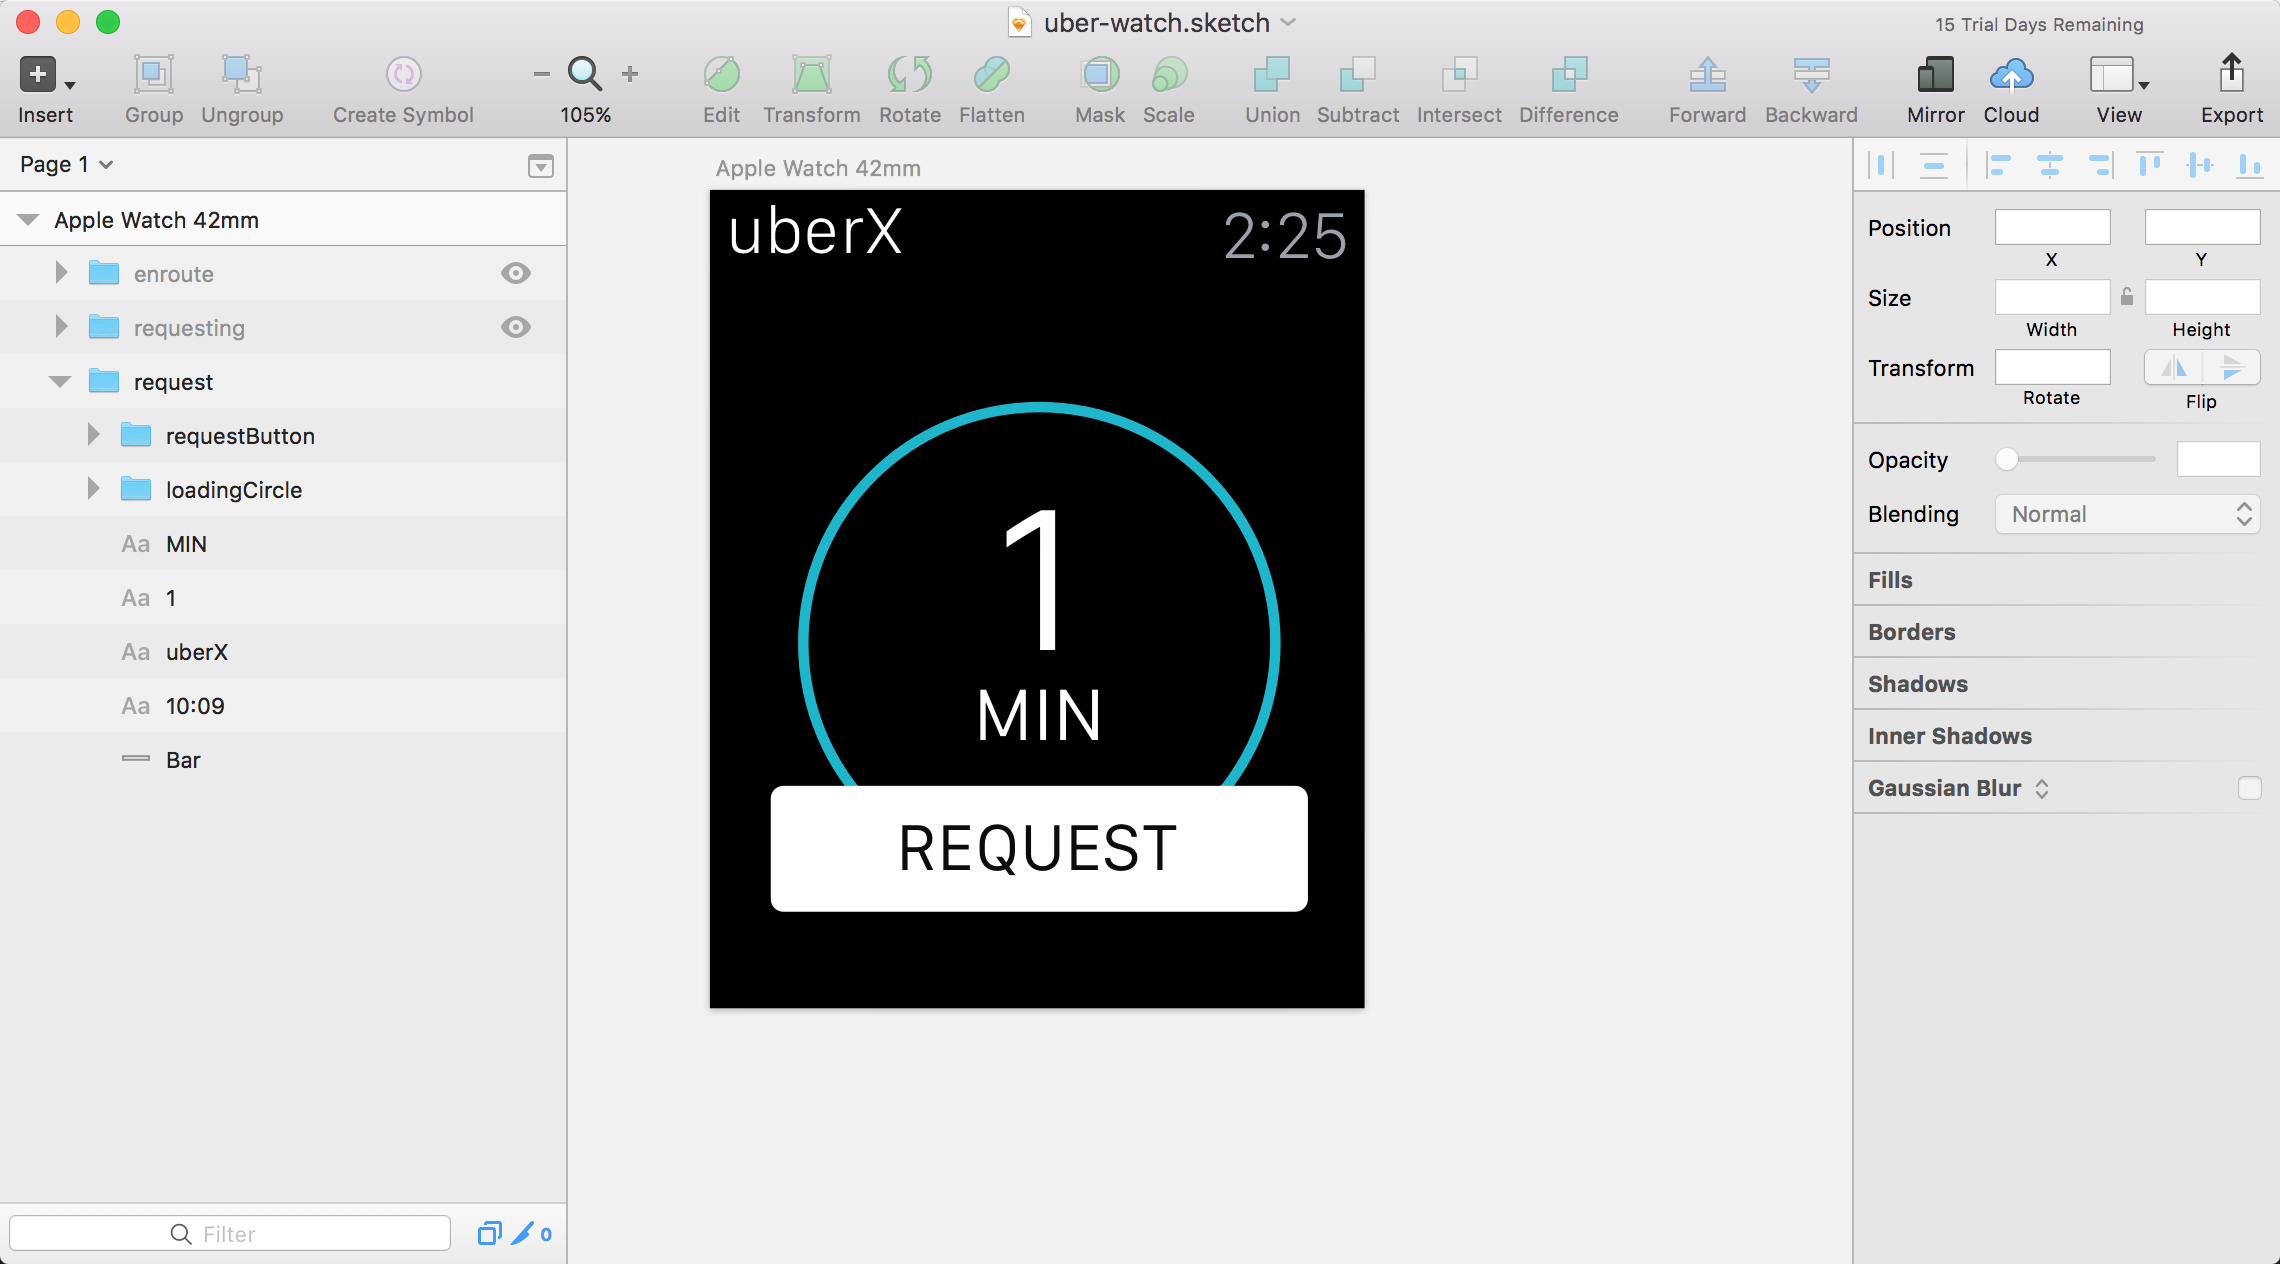 uber-watch.sketch
15 Trial Days Remaining
Insert
Group
Ungroup
Create Symbol
105%
Edit
Transform
Rotate
Flatten
Mask
Scale
Union
Subtract
Intersect
Difference
Forward
Backward
Mirror
Cloud
View
Export
Page 1
Apple Watch 42mm
enroute
requesting
request
requestButton
loadingCircle
Aa MIN
Aa 1
Aa uberX
Aa 10:09
Bar
Filter
0
Apple Watch 42mm
uberX
2:25
1
MIN
REQUEST
Position
X
Y
Size
Width
Height
Transform
Rotate
Flip
Opacity
Blending
Normal
Fills
Borders
Shadows
Inner Shadows
Gaussian Blur